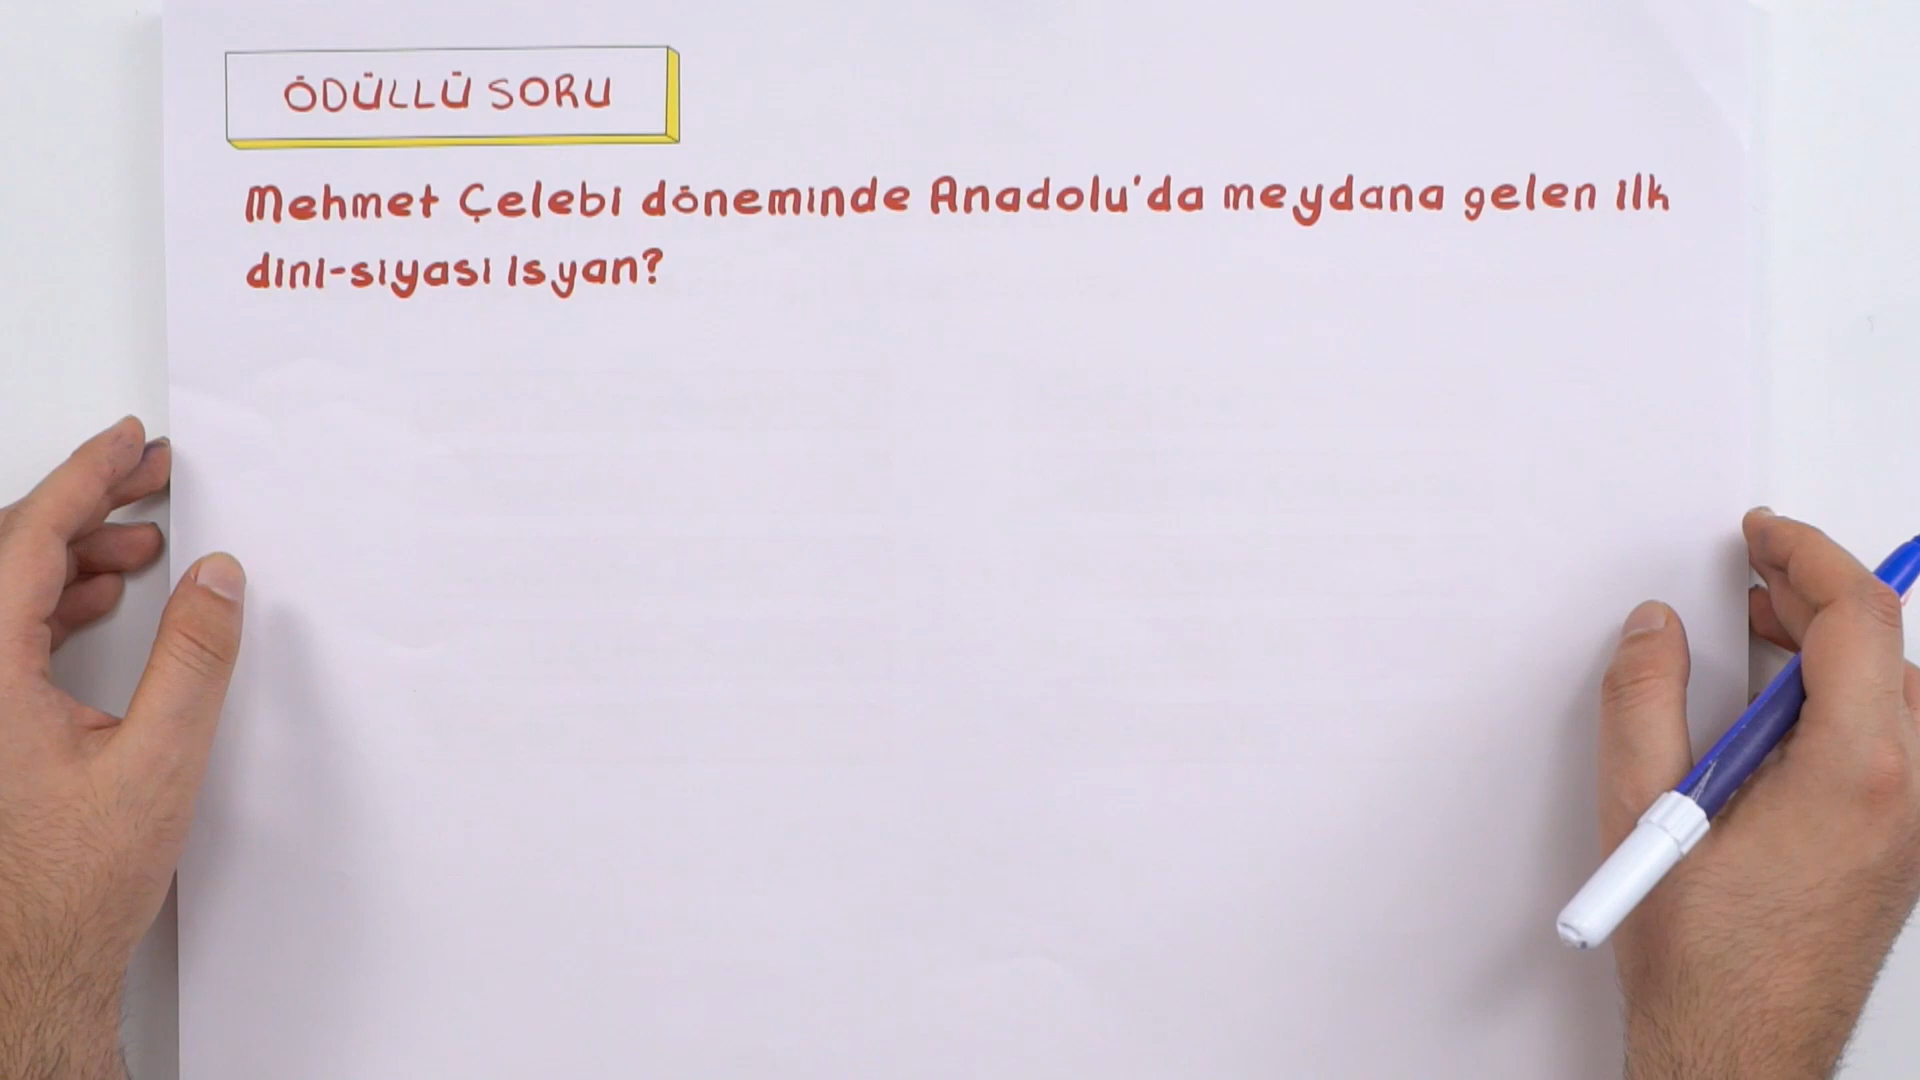 ÖDÜLLÜ SORU
Mehmet Çelebi döneminde Anadolu'da meydana gelen ilk
dini-siyasi isyan?